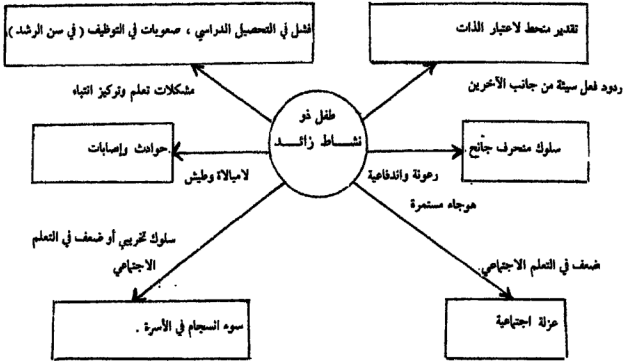 تقدير منحط لاعتبار الذات
فشل في التحصيل الدراسي ، صعوبات في التوظيف ( في سن الرشد ).
ردود فعل سيئة من جانب الآخرين
مشكلات تعلم وتركيز انتباه
طفل ذو
نشاط زائـــد
سلوك منحرف جانح.
حوادث وإصابات
رعونة واندفاعية
هوجاء مستمرة
لامبالاة وطيش
سلوك تخريبي أو ضعف في التعلم
الاجتماعي
ضعف في التعلم الاجتماعي.
عزلة اجتماعية
سوء انسجام في الأسرة .